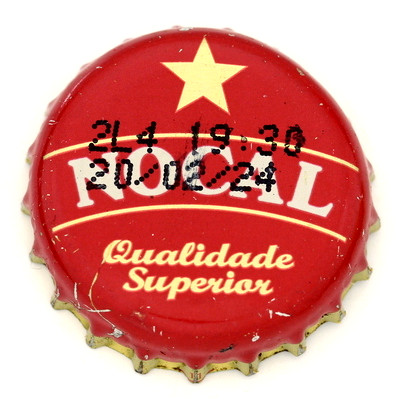 2L4 19:30
NOCAL
20/02/24
Qualidade
Superior